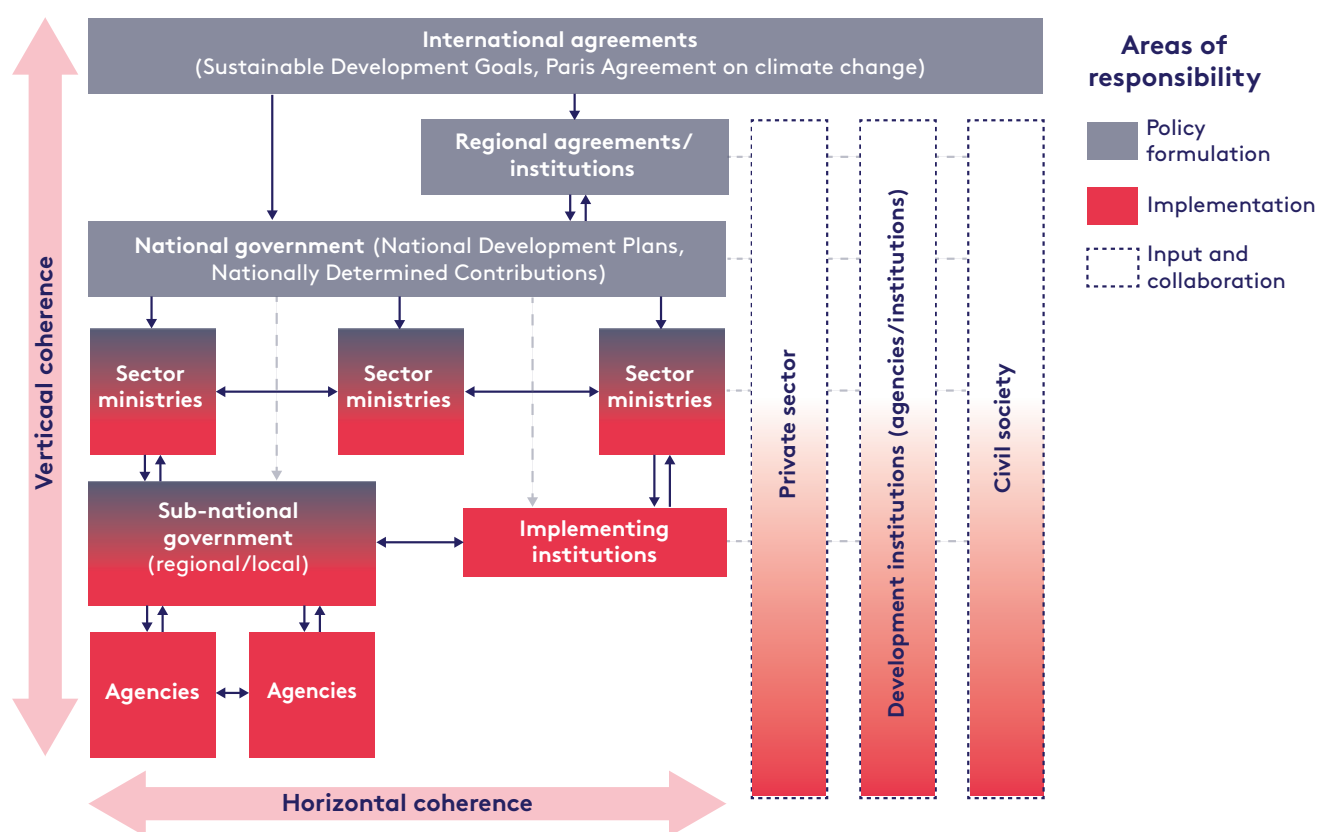 International agreements
(Sustainable Development Goals, Paris Agreement on climate change)
Areas of
responsibility
Policy
formulation
Implementation
Input and
collaboration
Regional agreements/
institutions
National government (National Development Plans,
Nationally Determined Contributions)
Sector
ministries
Sector
ministries
Sector
ministries
Sub-national
government
(regional/local)
Implementing
institutions
Agencies
Agencies
Private sector
Development institutions (agencies/institutions)
Civil society
Verticaal coherence
Horizontal coherence